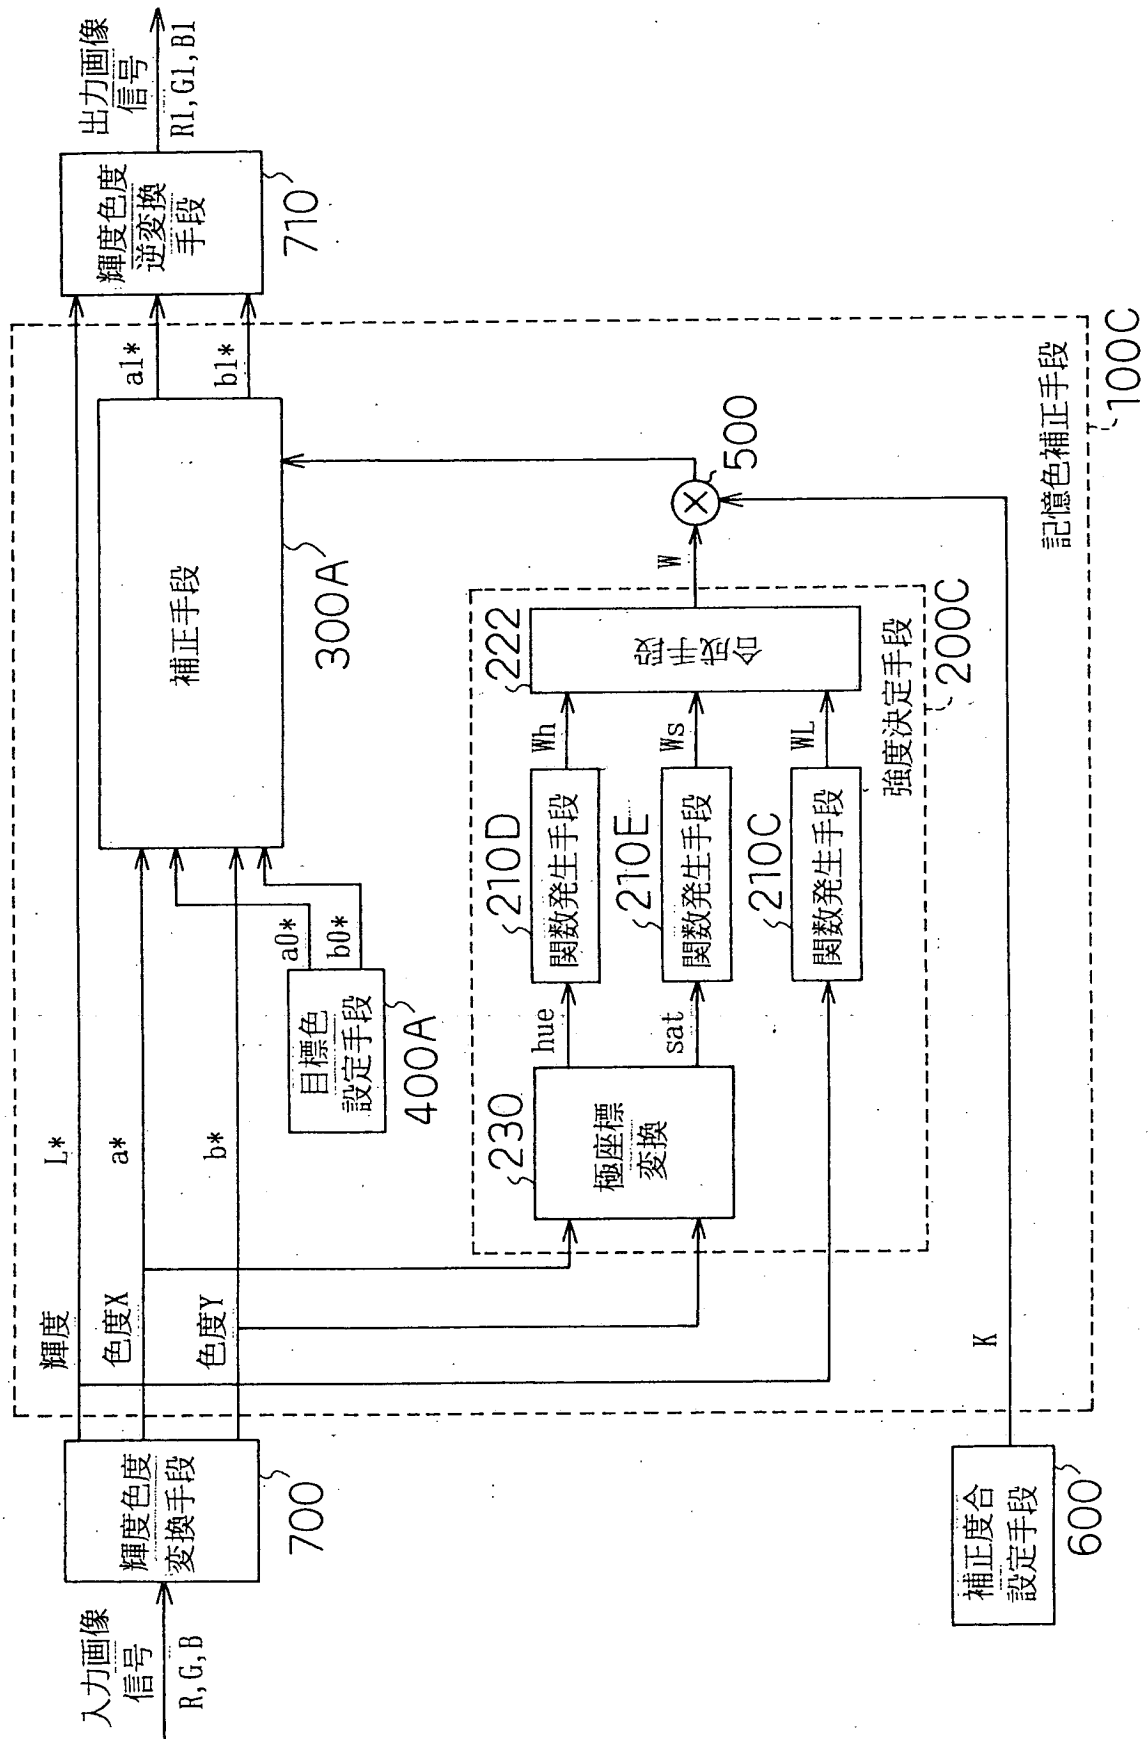 入力画像
信号
R,G,B
輝度色度
変換手段
700
輝度
L*
色度X
a*
色度Y
b*
目標色
設定手段
400A
a0*
b0*
補正手段
300A
a1*
b1*
輝度色度
逆変換
手段
710
出力画像
信号
R1,G1,B1
230
極座標
変換
hue
sat
210D
関数発生手段
Wh
210E
関数発生手段
Ws
210C
関数発生手段
WL
222
合成手段
W
500
強度決定手段
200C
補正度合
設定手段
600
K
記憶色補正手段
100C